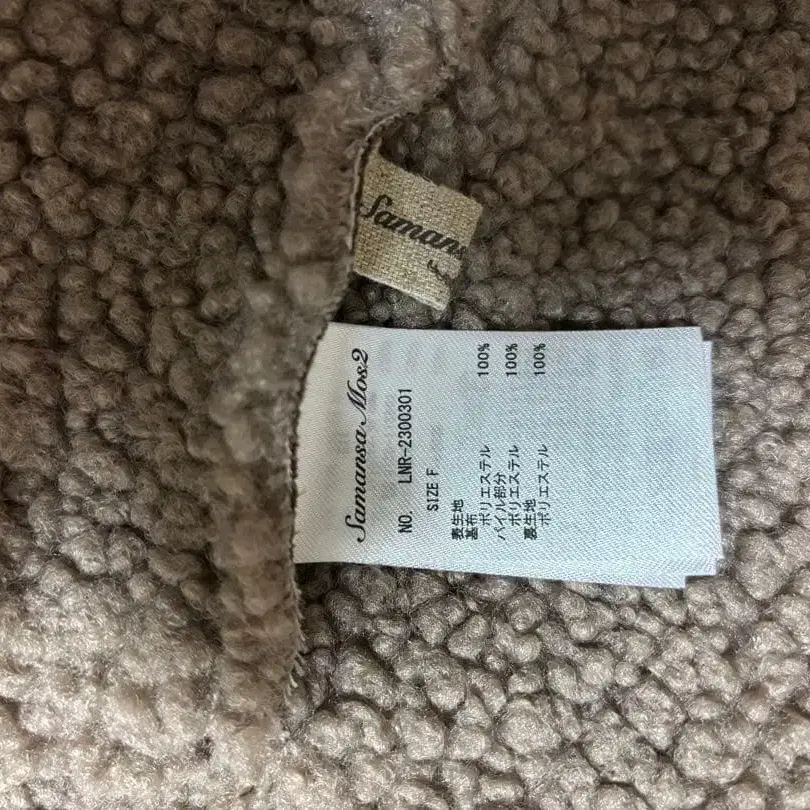 Samansa
Samansa Mos2
NO. LNR-2300301
SIZE F
表生地
基布
ポリエステル 100%
パイル部分
ポリエステル 100%
裏生地
ポリエステル 100%